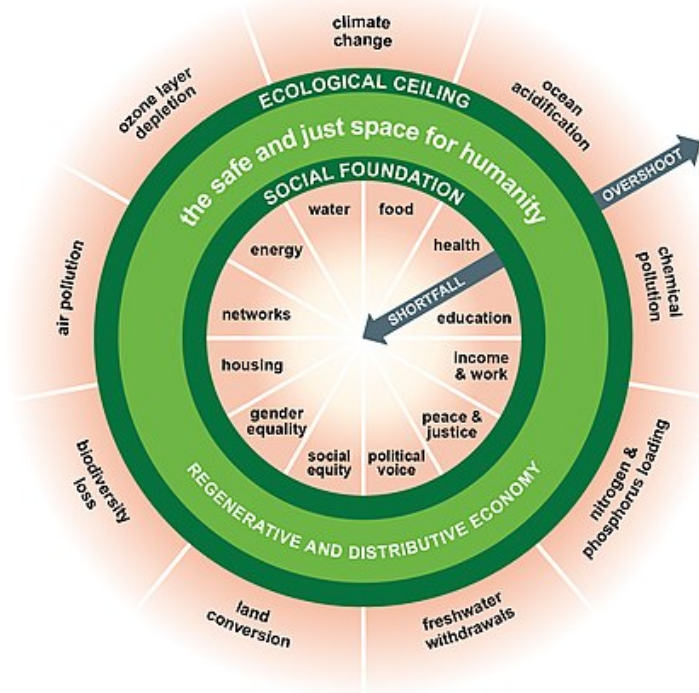 climate
change
ocean
acidification
OVERSHOOT
chemical
pollution
nitrogen &
phosphorus loading
freshwater
withdrawals
land
conversion
biodiversity
loss
air pollution
ozone layer
depletion
ECOLOGICAL CEILING
the safe and just space for humanity
SOCIAL FOUNDATION
water
food
health
SHORTFALL
education
income
& work
peace &
justice
political
voice
social
equity
gender
equality
housing
networks
energy
REGENERATIVE AND DISTRIBUTIVE ECONOMY